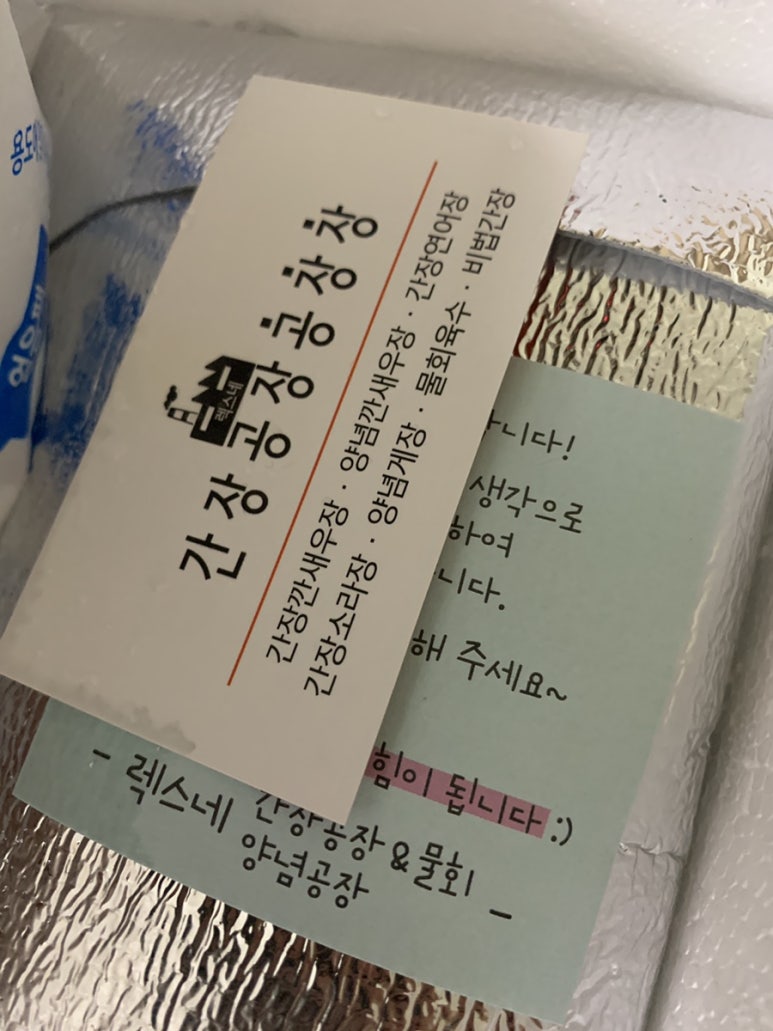 간장공장공장장
렉스네
간장깐새우장 · 양념깐새우장 · 간장연어장
간장소라장 · 양념게장 · 물회육수 · 비법간장
니다!
생각으로
하여
니다.
해 주세요~
힘이 됩니다 :)
- 렉스네 간장공장 & 물회 -
양념공장